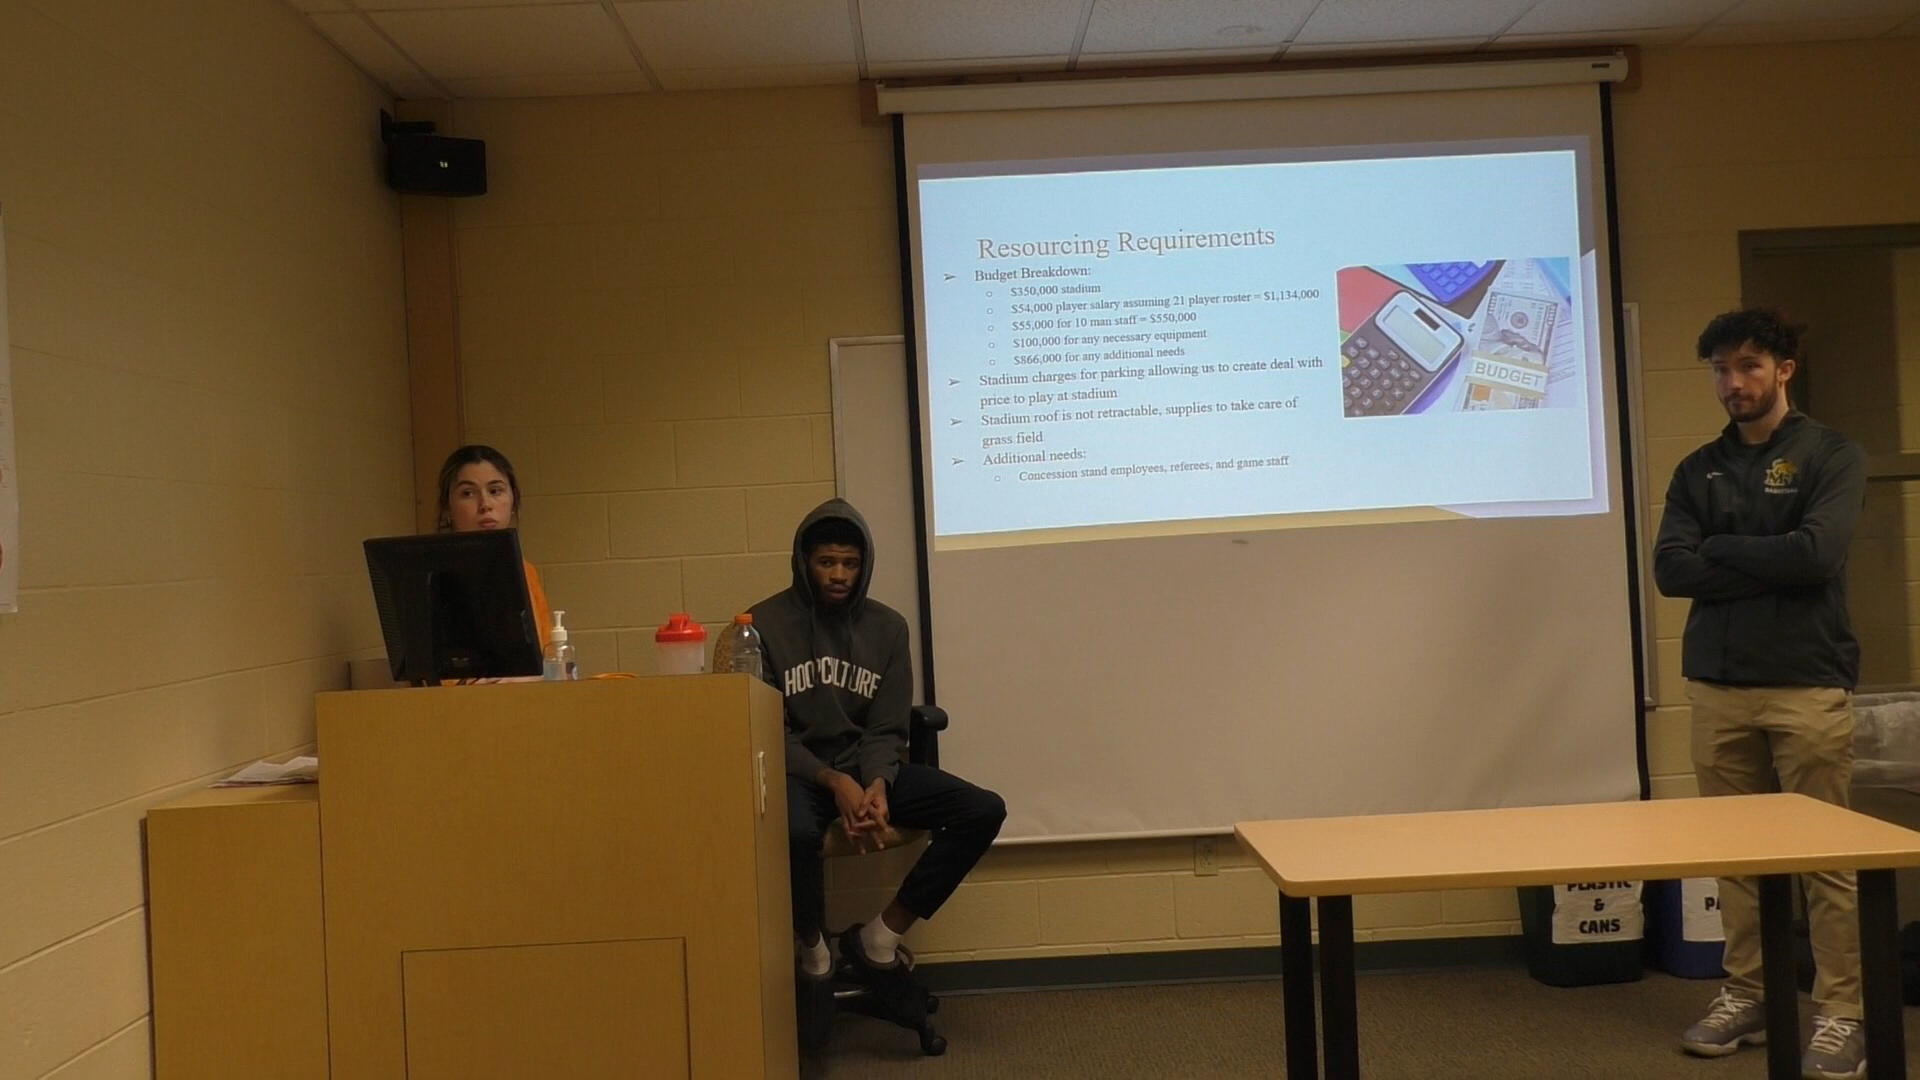 Resourcing Requirements
➢ Budget Breakdown:
○ $350,000 stadium
○ $54,000 player salary assuming 21 player roster = $1,134,000
○ $55,000 for 10 man staff = $550,000
○ $100,000 for any necessary equipment
○ $866,000 for any additional needs
➢ Stadium charges for parking allowing us to create deal with
price to play at stadium
➢ Stadium roof is not retractable, supplies to take care of
grass field
➢ Additional needs:
○ Concession stand employees, referees, and game staff
BUDGET
HOOPCULTURE
BASKETBALL
PLASTIC
&
CANS